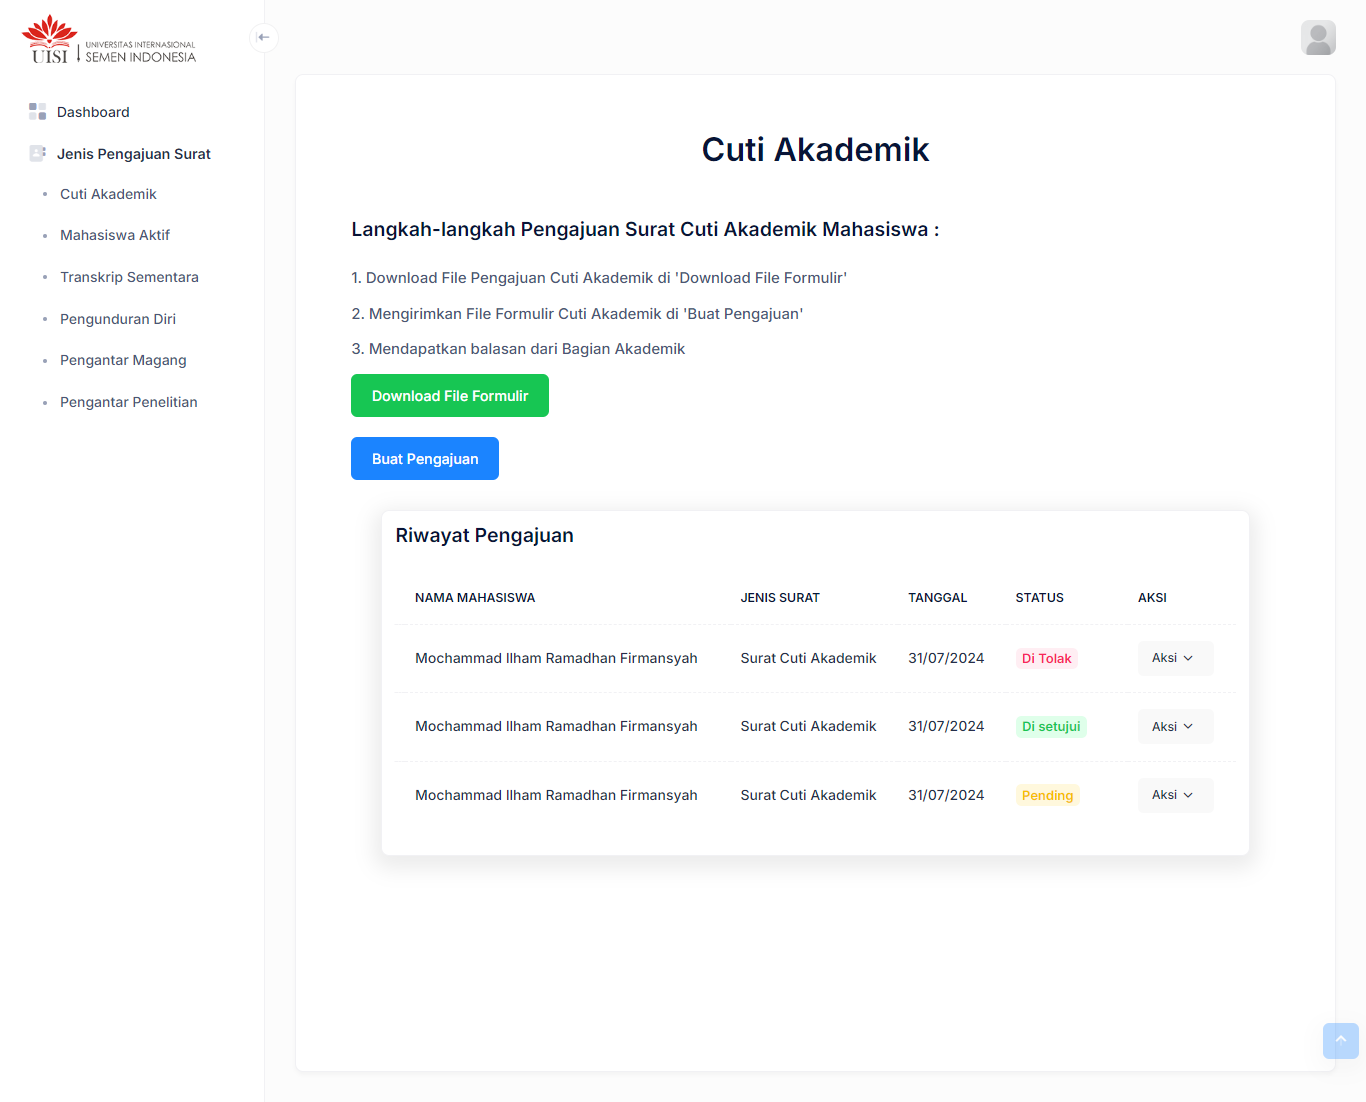 UISI
UNIVERSITAS INTERNASIONAL
SEMEN INDONESIA
Dashboard
Jenis Pengajuan Surat
Cuti Akademik
Mahasiswa Aktif
Transkrip Sementara
Pengunduran Diri
Pengantar Magang
Pengantar Penelitian
Cuti Akademik
Langkah-langkah Pengajuan Surat Cuti Akademik Mahasiswa :
1. Download File Pengajuan Cuti Akademik di 'Download File Formulir'
2. Mengirimkan File Formulir Cuti Akademik di 'Buat Pengajuan'
3. Mendapatkan balasan dari Bagian Akademik
Download File Formulir
Buat Pengajuan
Riwayat Pengajuan
NAMA MAHASISWA JENIS SURAT TANGGAL STATUS AKSI
Mochammad Ilham Ramadhan Firmansyah Surat Cuti Akademik 31/07/2024 Di Tolak Aksi
Mochammad Ilham Ramadhan Firmansyah Surat Cuti Akademik 31/07/2024 Di setujui Aksi
Mochammad Ilham Ramadhan Firmansyah Surat Cuti Akademik 31/07/2024 Pending Aksi